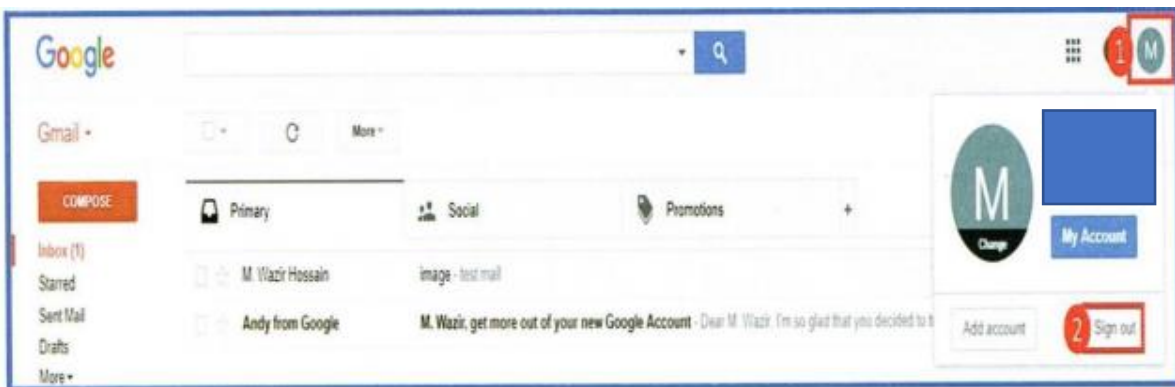 Google
1
M
Gmail
More
COMPOSE
Primary
Social
Promotions
+
M
Change
My Account
Inbox (1)
Starred
M. Wazir Hossain
image - test mail
Sent Mail
Andy from Google
M. Wazir, get more out of your new Google Account - Dear M. Wazir, I'm so glad that you decided to t
Add account
2
Sign out
Drafts
More